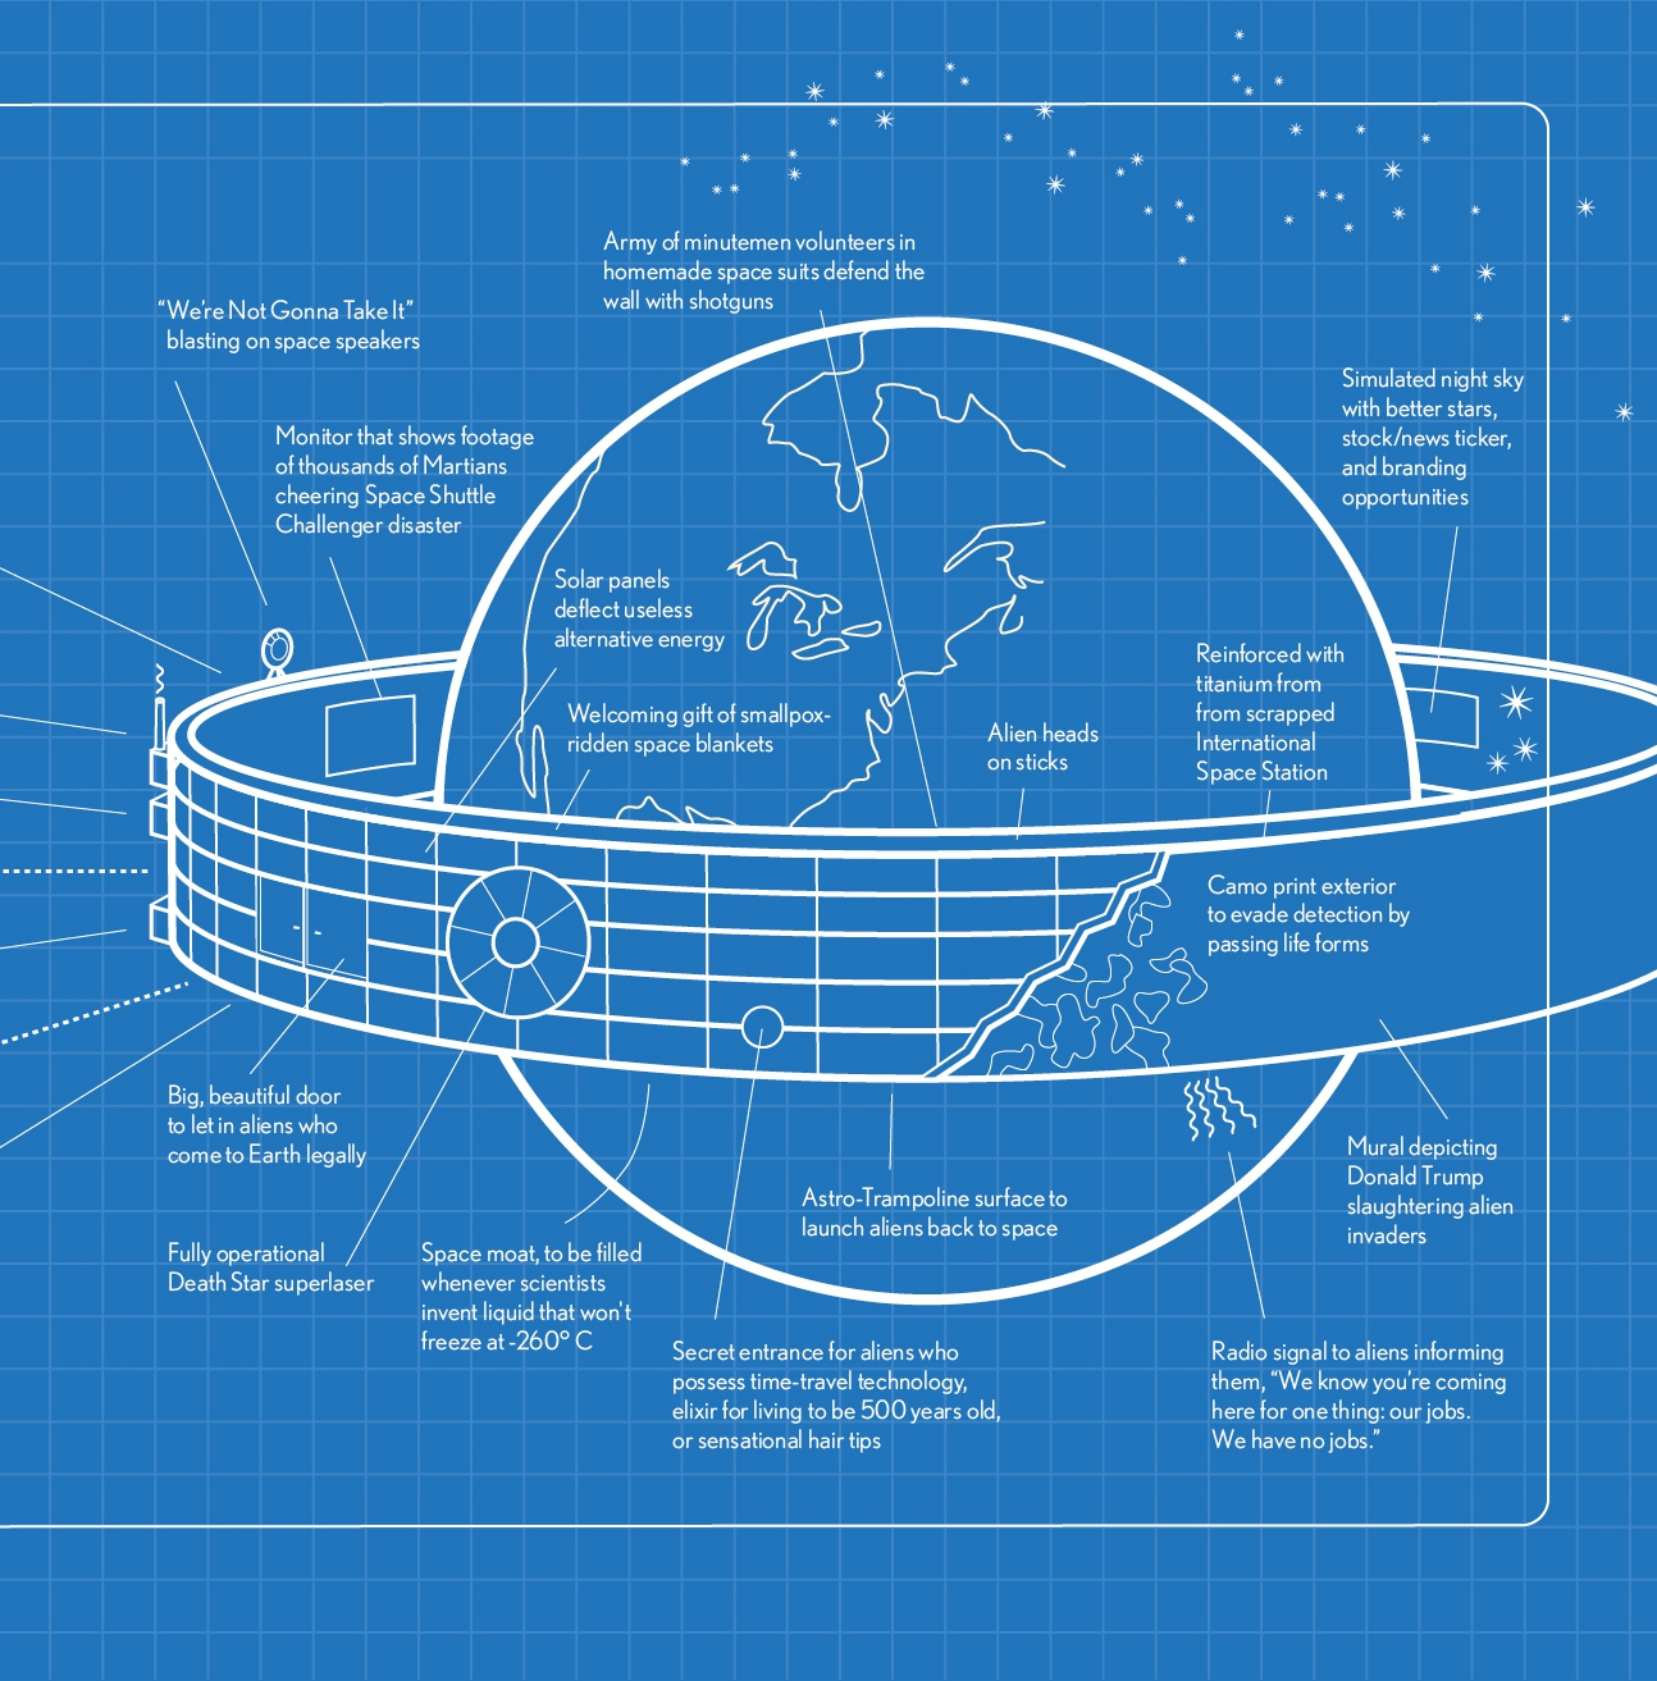 Army of minutemen volunteers in
homemade space suits defend the
wall with shotguns
“We’re Not Gonna Take It”
blasting on space speakers
Simulated night sky
with better stars,
stock/news ticker,
and branding
opportunities
Monitor that shows footage
of thousands of Martians
cheering Space Shuttle
Challenger disaster
Solar panels
deflect useless
alternative energy
Reinforced with
titanium from
from scrapped
International
Space Station
Welcoming gift of smallpox-
ridden space blankets
Alien heads
on sticks
Camo print exterior
to evade detection by
passing life forms
Big, beautiful door
to let in aliens who
come to Earth legally
Mural depicting
Donald Trump
slaughtering alien
invaders
Astro-Trampoline surface to
launch aliens back to space
Fully operational
Death Star superlaser
Space moat, to be filled
whenever scientists
invent liquid that won't
freeze at -260° C
Secret entrance for aliens who
possess time-travel technology,
elixir for living to be 500 years old,
or sensational hair tips
Radio signal to aliens informing
them, “We know you’re coming
here for one thing: our jobs.
We have no jobs.”